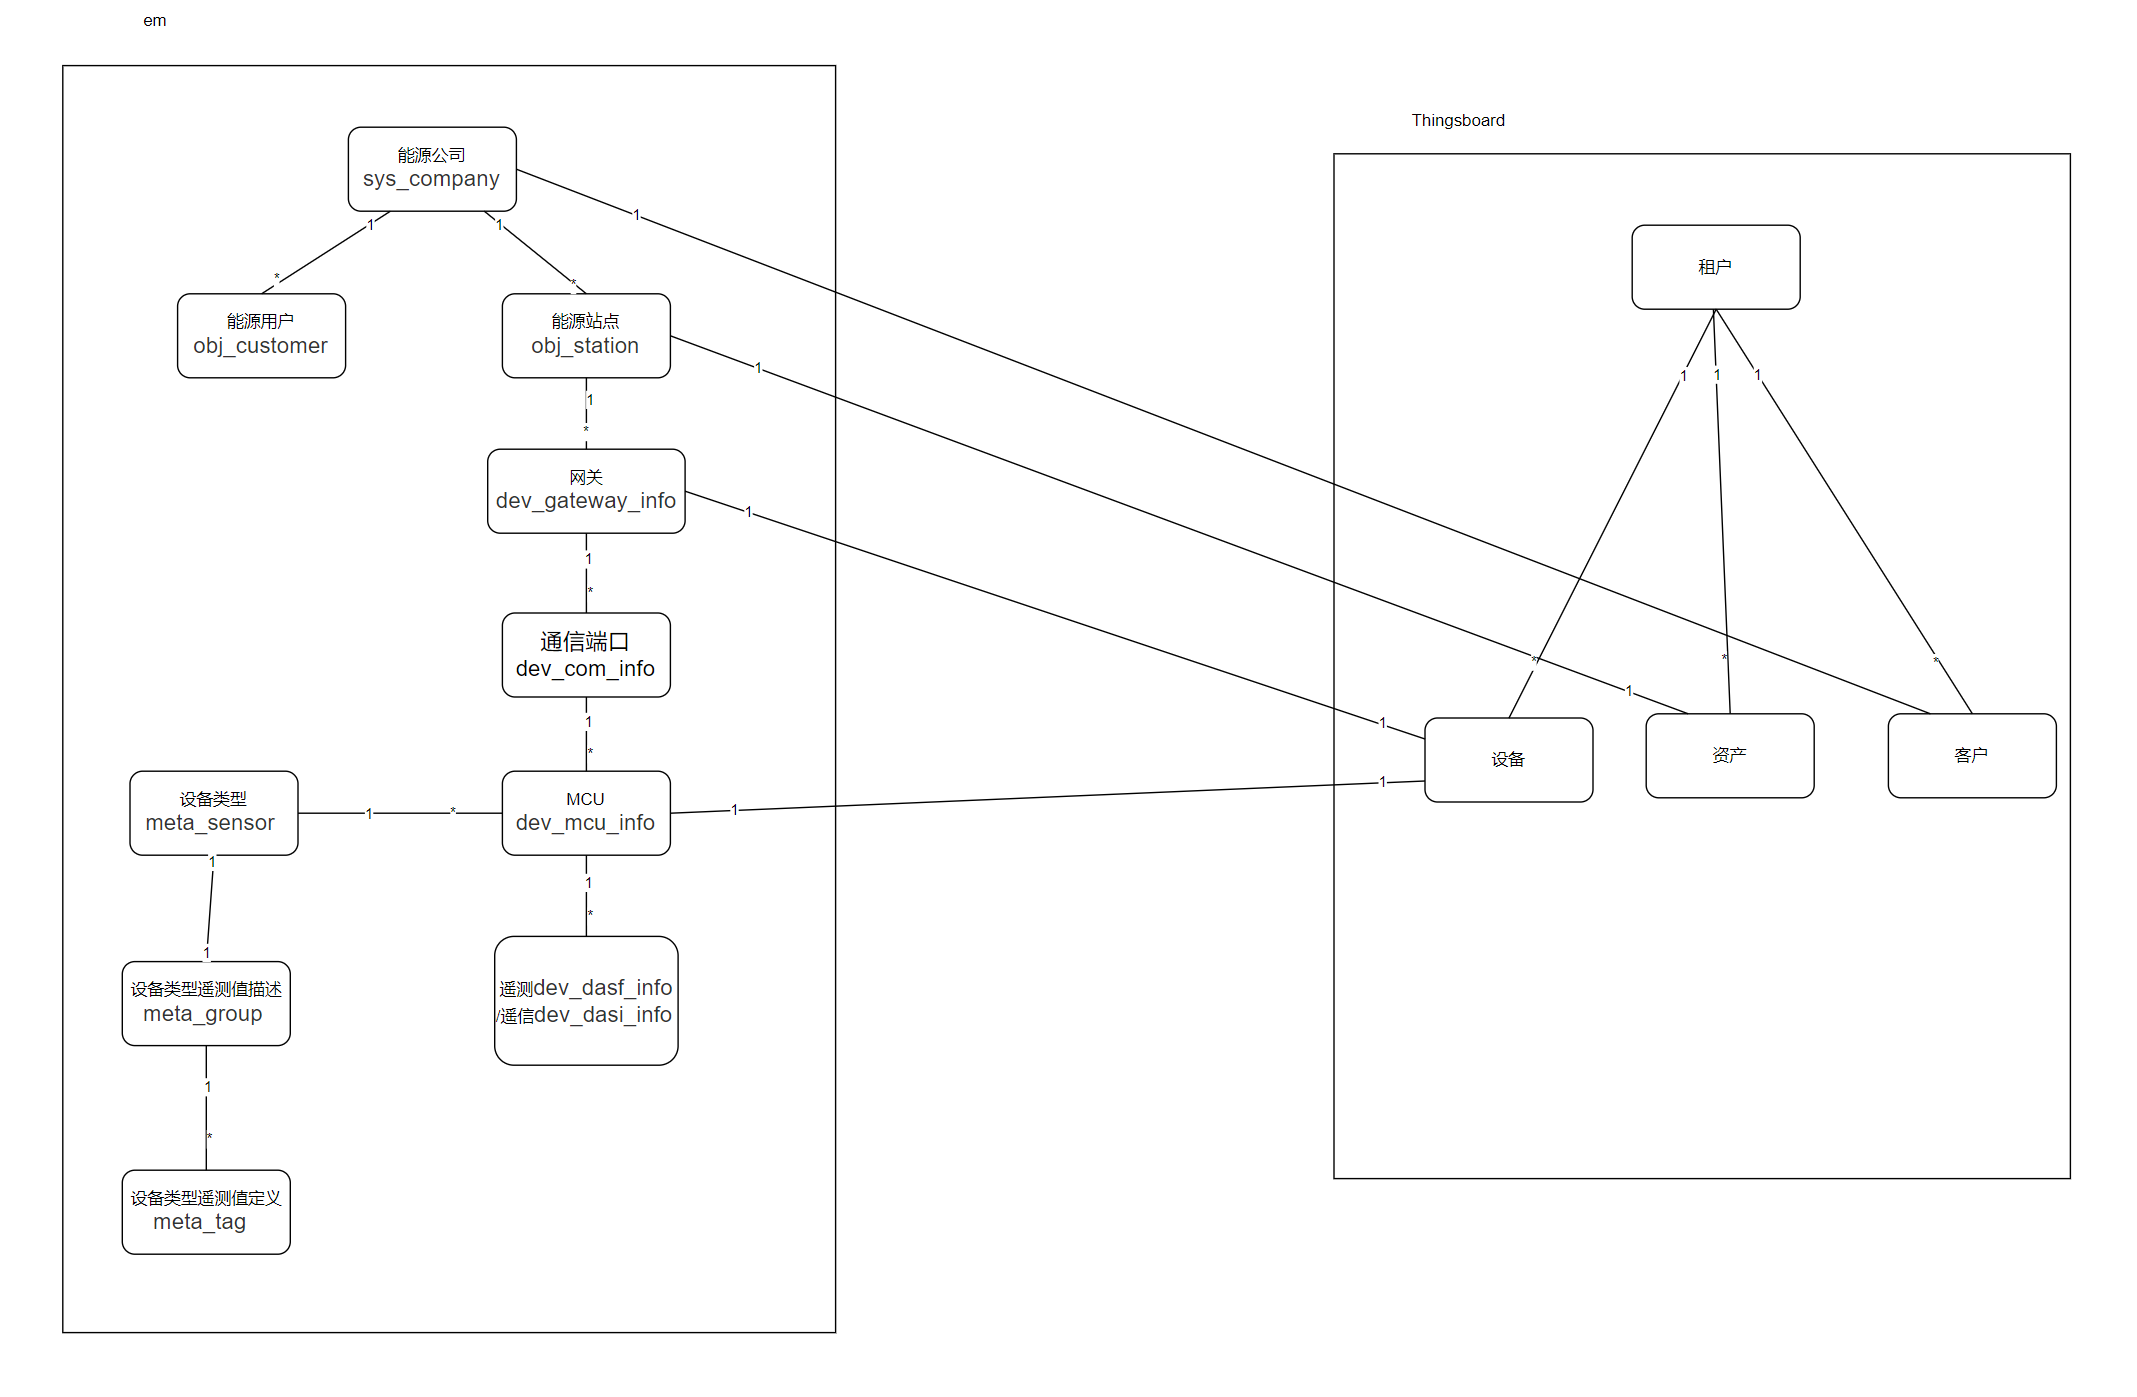 em
Thingsboard
能源公司
sys_company
1
1
1
*
*
能源用户
obj_customer
能源站点
obj_station
1
1
*
网关
dev_gateway_info
1
1
*
通信端口
dev_com_info
1
*
设备类型
meta_sensor
1
*
MCU
dev_mcu_info
1
1
1
1
*
设备类型遥测值描述
meta_group
遥测dev_dasf_info
/遥信dev_dasi_info
1
*
设备类型遥测值定义
meta_tag
租户
1
1
1
*
*
*
1
1
1
设备
资产
客户